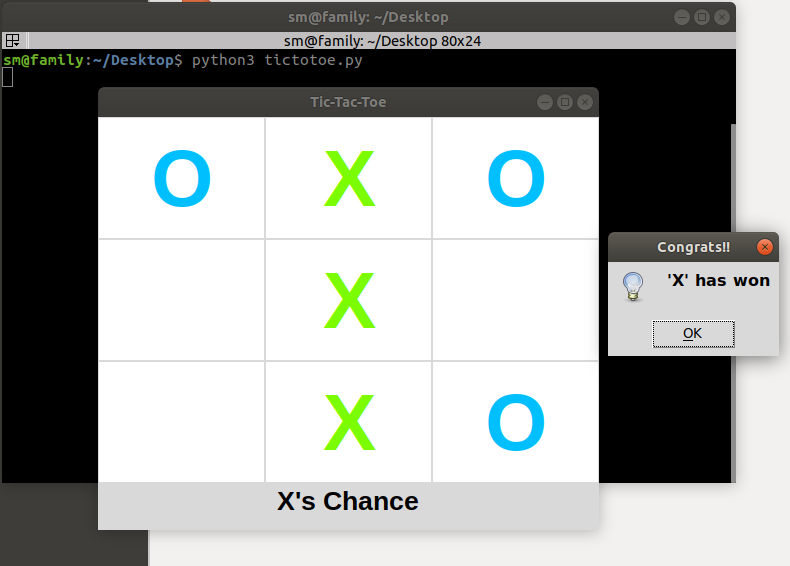 sm@family: ~/Desktop
sm@family: ~/Desktop 80x24
sm@family:~/Desktop$ python3 tictotoe.py
Tic-Tac-Toe
O X O
X
X O
X's Chance
Congrats!!
'X' has won
OK